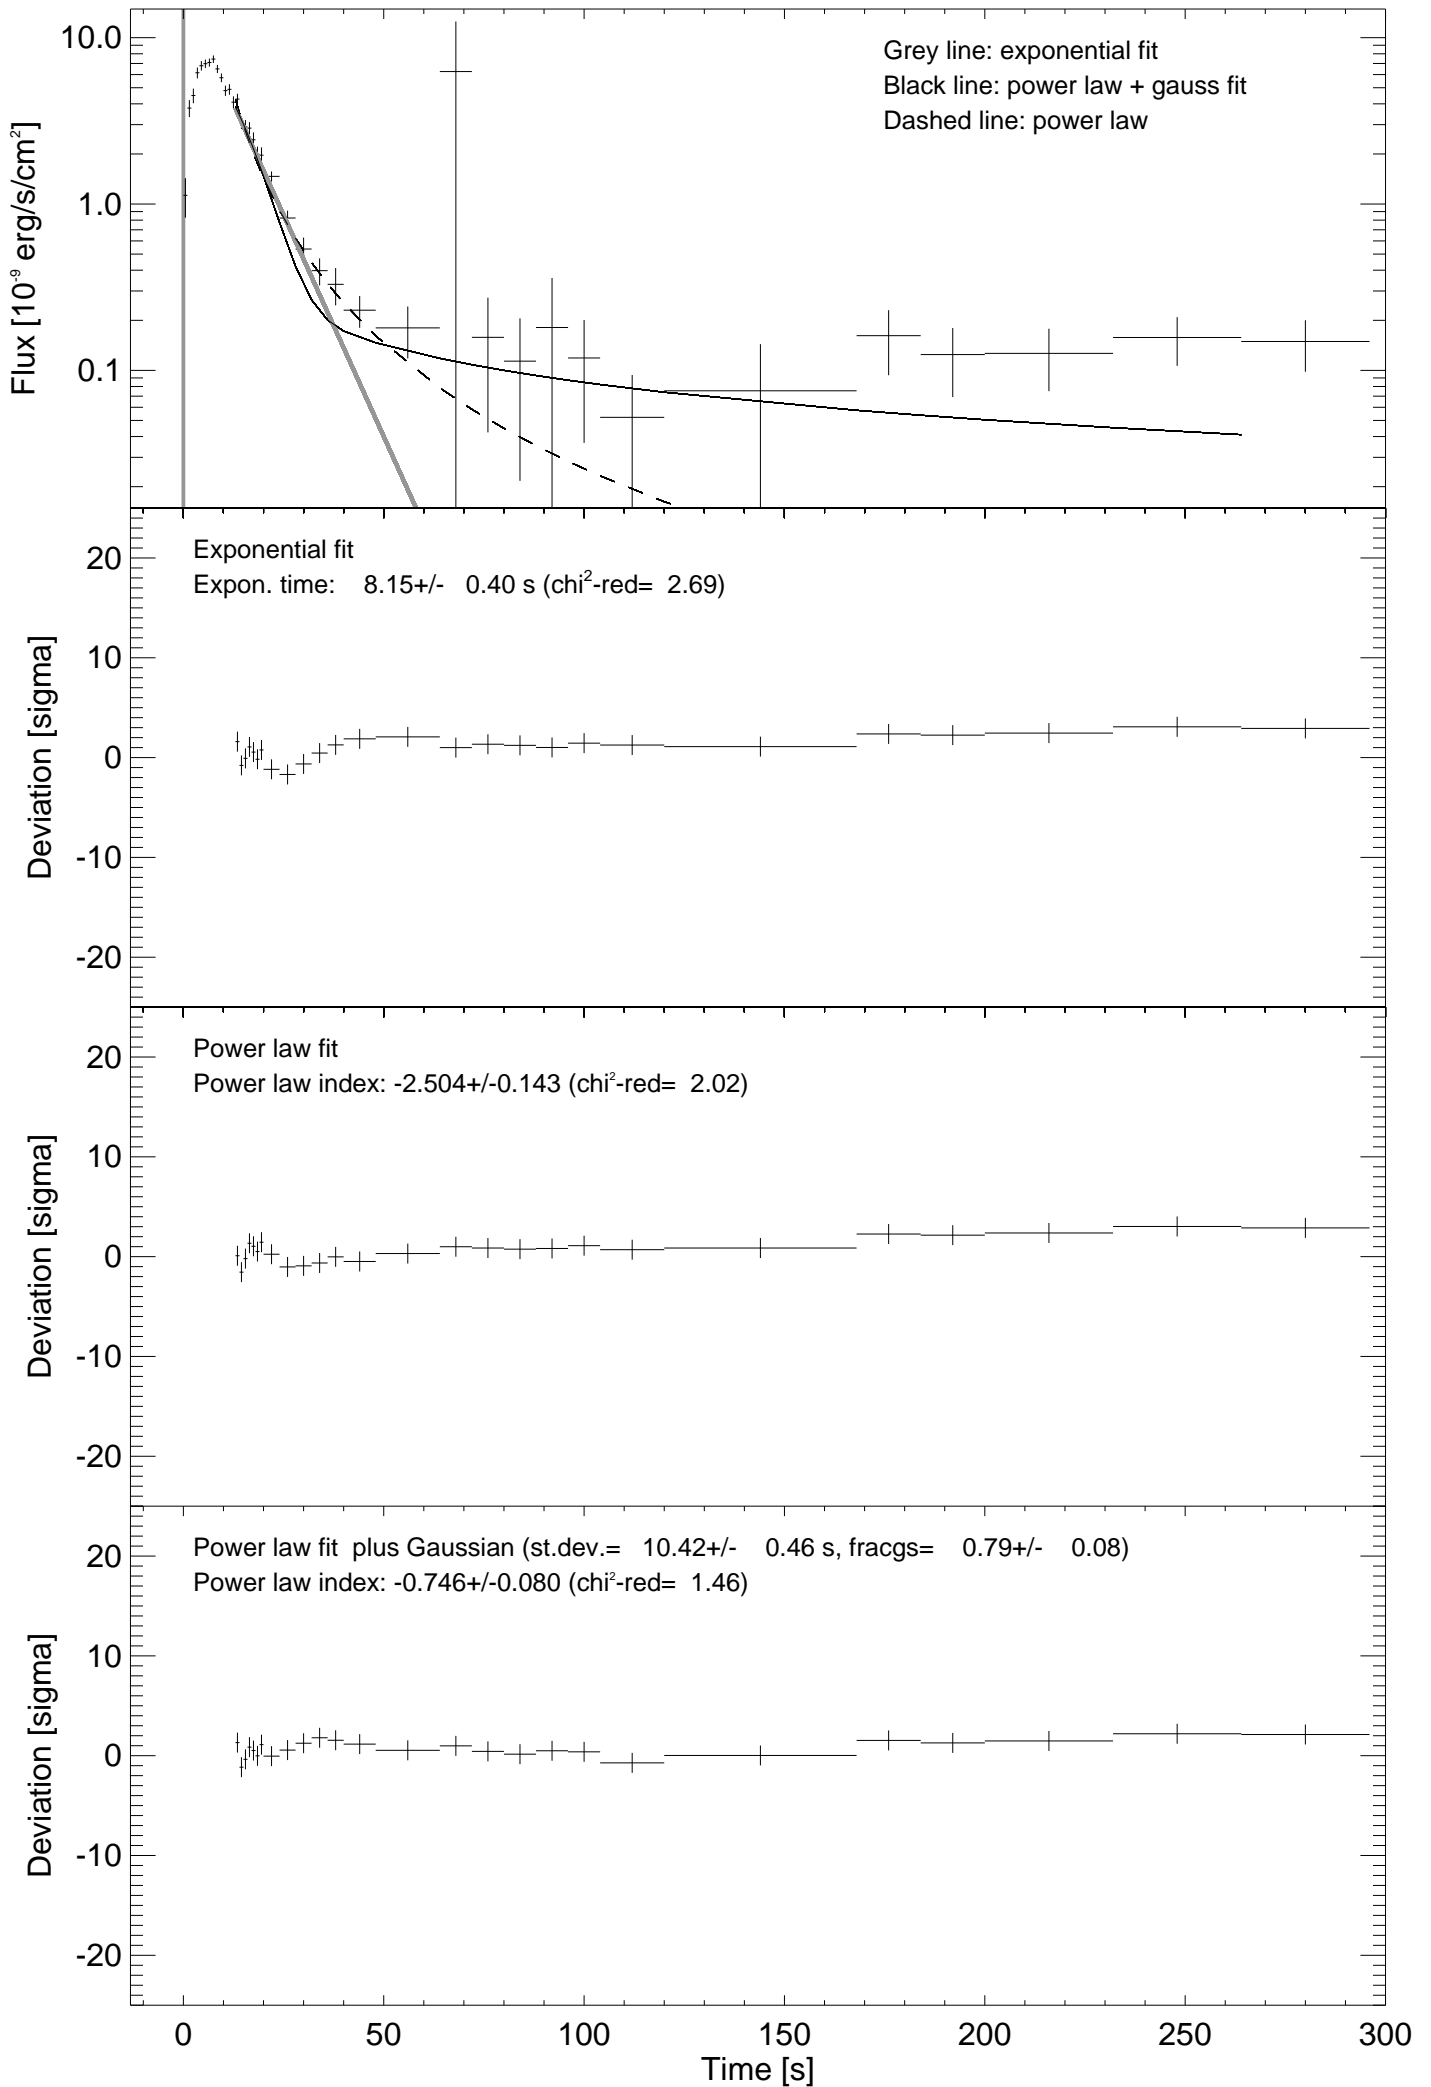 10.0
1.0
0.1
Flux [10⁻⁹ erg/s/cm²]
Grey line: exponential fit
Black line: power law + gauss fit
Dashed line: power law
20
10
0
-10
-20
Deviation [sigma]
Exponential fit
Expon. time: 8.15+/- 0.40 s (chi²-red= 2.69)
20
10
0
-10
-20
Deviation [sigma]
Power law fit
Power law index: -2.504+/-0.143 (chi²-red= 2.02)
20
10
0
-10
-20
Deviation [sigma]
Power law fit plus Gaussian (st.dev.= 10.42+/- 0.46 s, fracgs= 0.79+/- 0.08)
Power law index: -0.746+/-0.080 (chi²-red= 1.46)
0 50 100 150 200 250 300
Time [s]